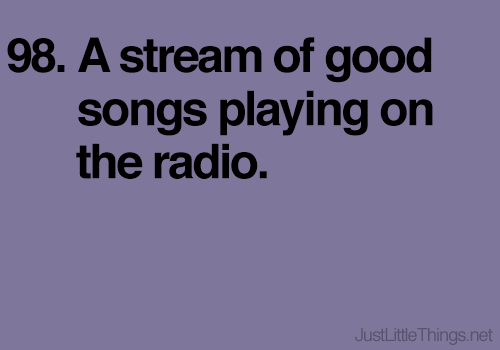 98. A stream of good
songs playing on
the radio.
JustLittleThings.net